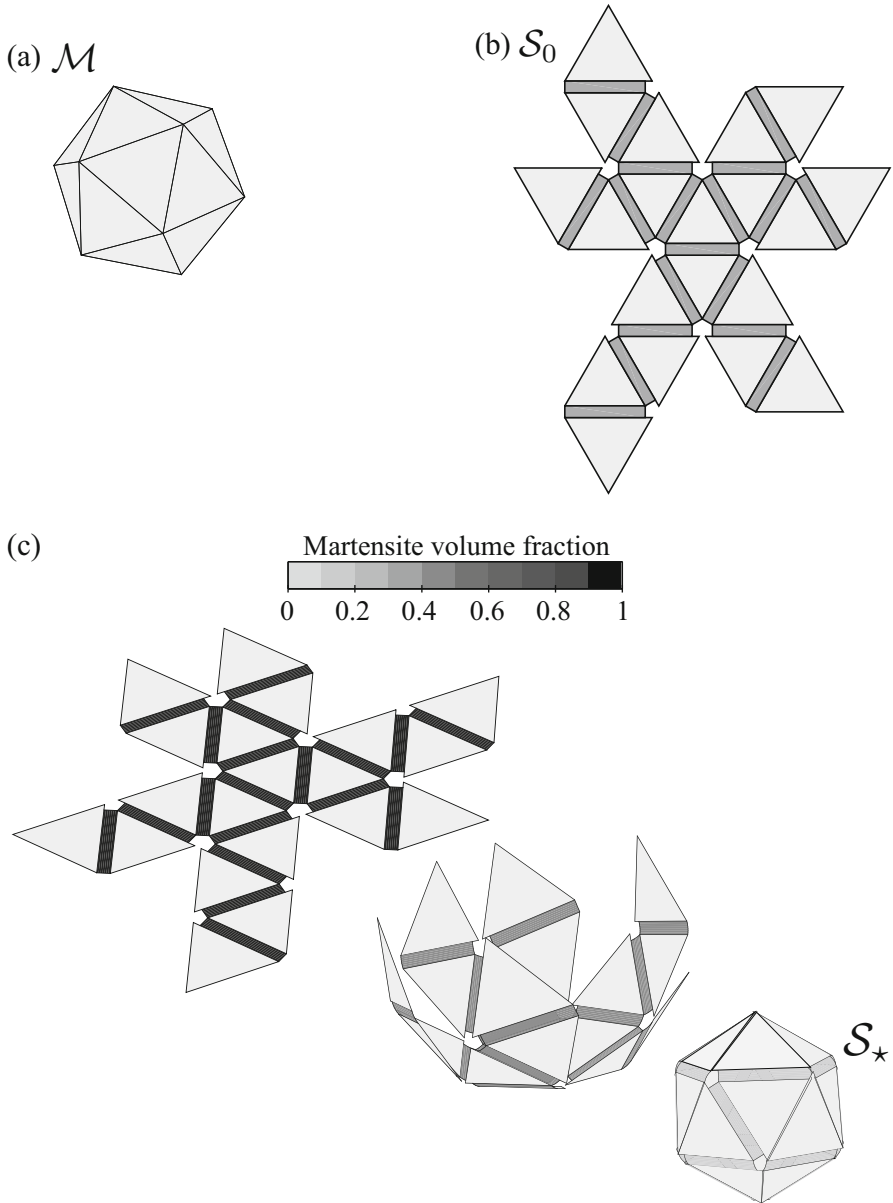 (a) ℳ
(b) 𝒮₀
(c)
Martensite volume fraction
0 0.2 0.4 0.6 0.8 1
𝒮⋆